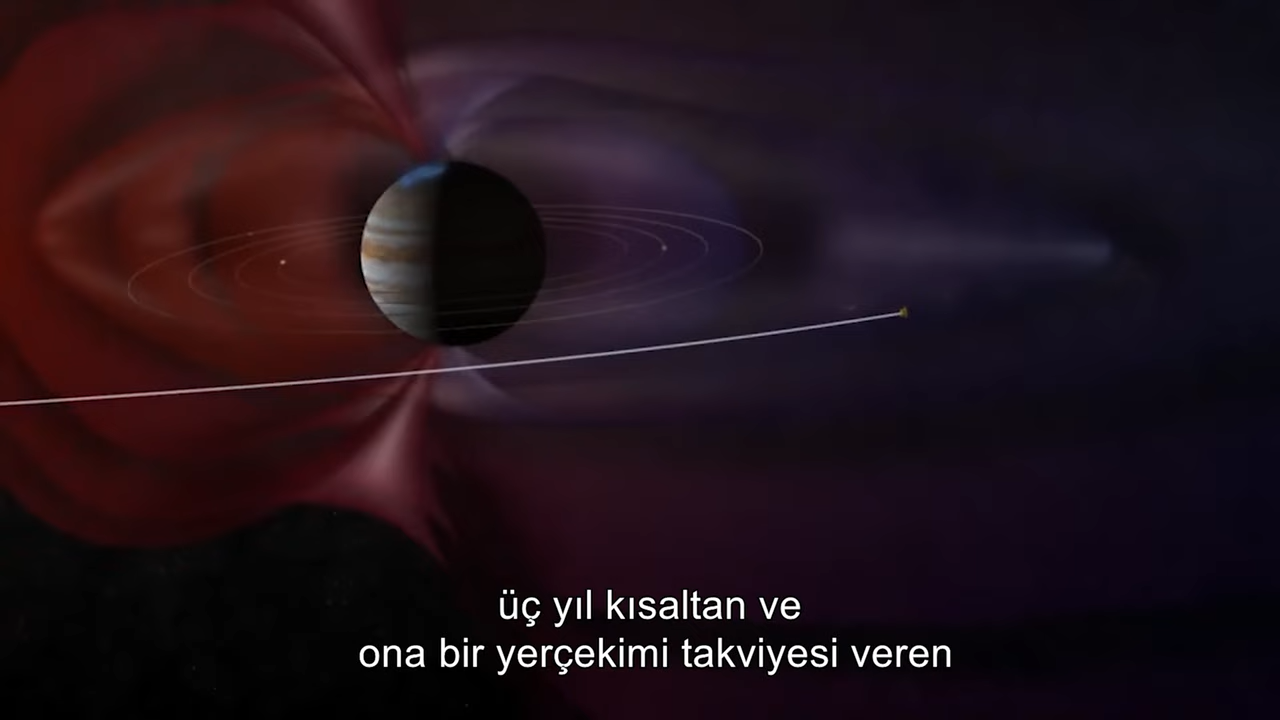 üç yıl kısaltan ve
ona bir yerçekimi takviyesi veren